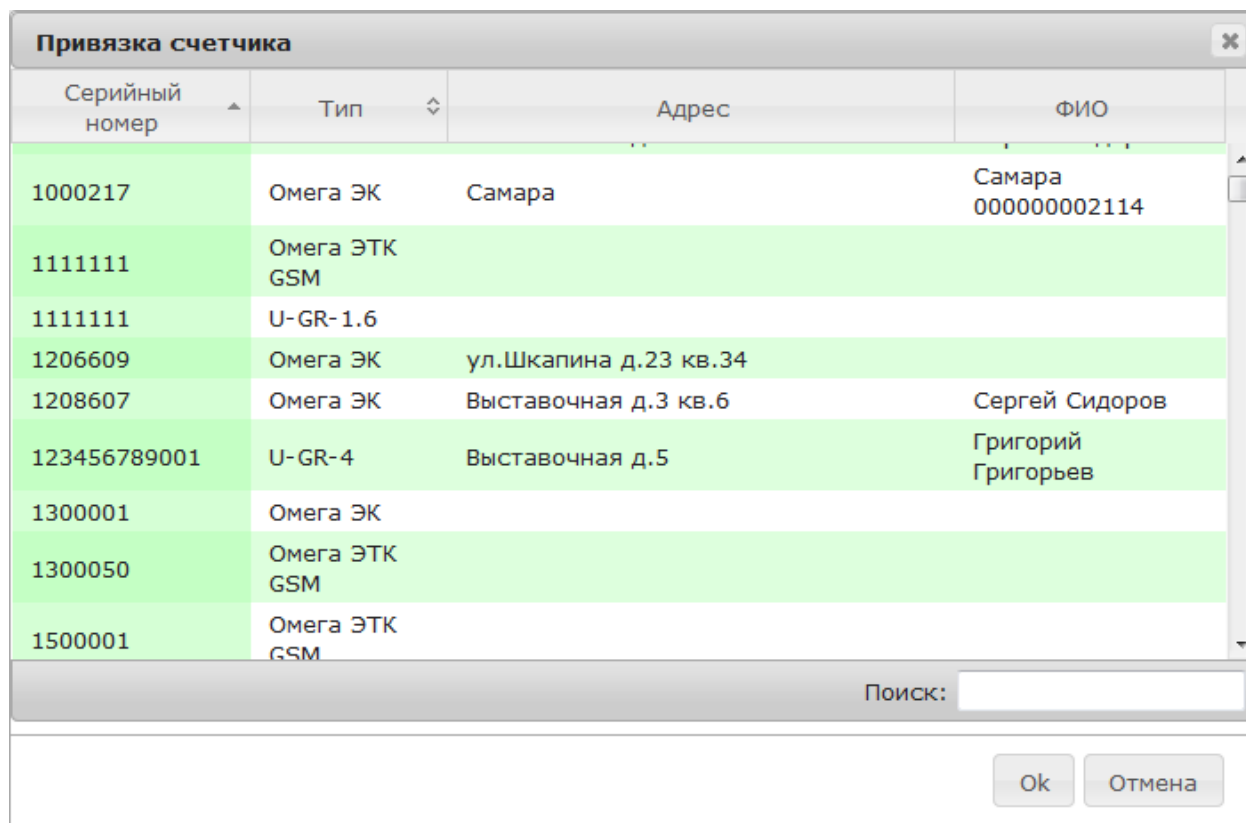 Привязка счетчика
Серийный
номер
Тип
Адрес
ФИО
1000217 Омега ЭК Самара Самара
000000002114
1111111 Омега ЭТК
GSM
1111111 U-GR-1.6
1206609 Омега ЭК ул.Шкапина д.23 кв.34
1208607 Омега ЭК Выставочная д.3 кв.6 Сергей Сидоров
123456789001 U-GR-4 Выставочная д.5 Григорий
Григорьев
1300001 Омега ЭК
1300050 Омега ЭТК
GSM
1500001 Омега ЭТК
GSM
Поиск:
Ok Отмена